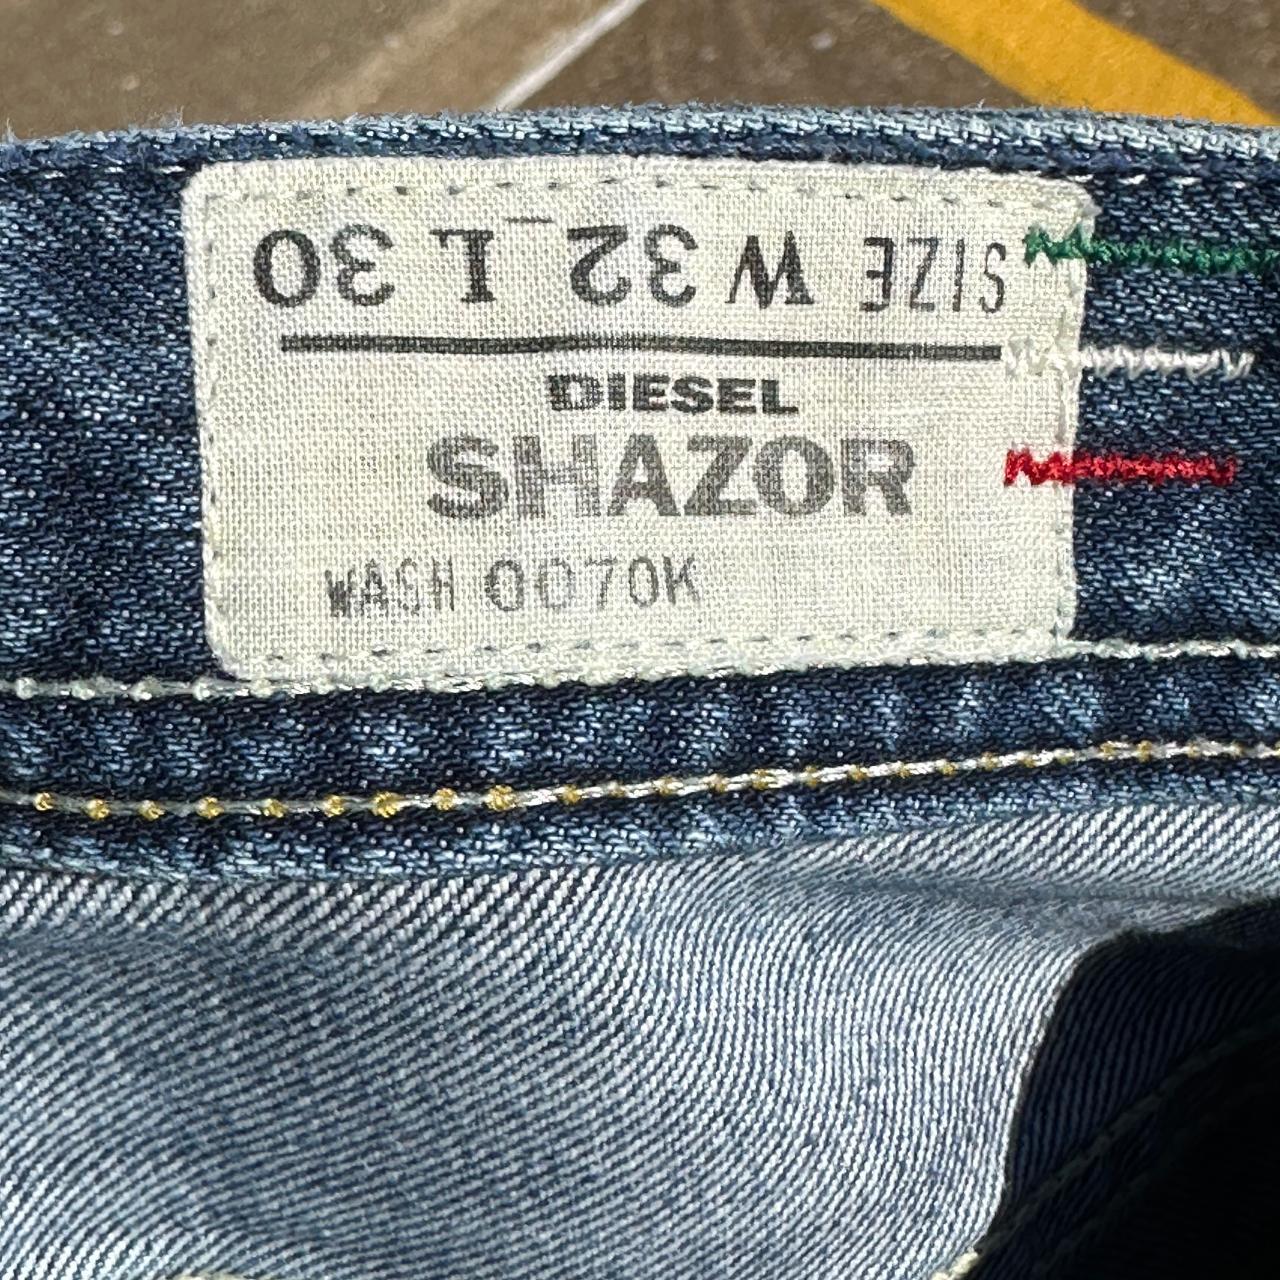 SIZE W 32 L 30
DIESEL
SHAZOR
WASH 0070K